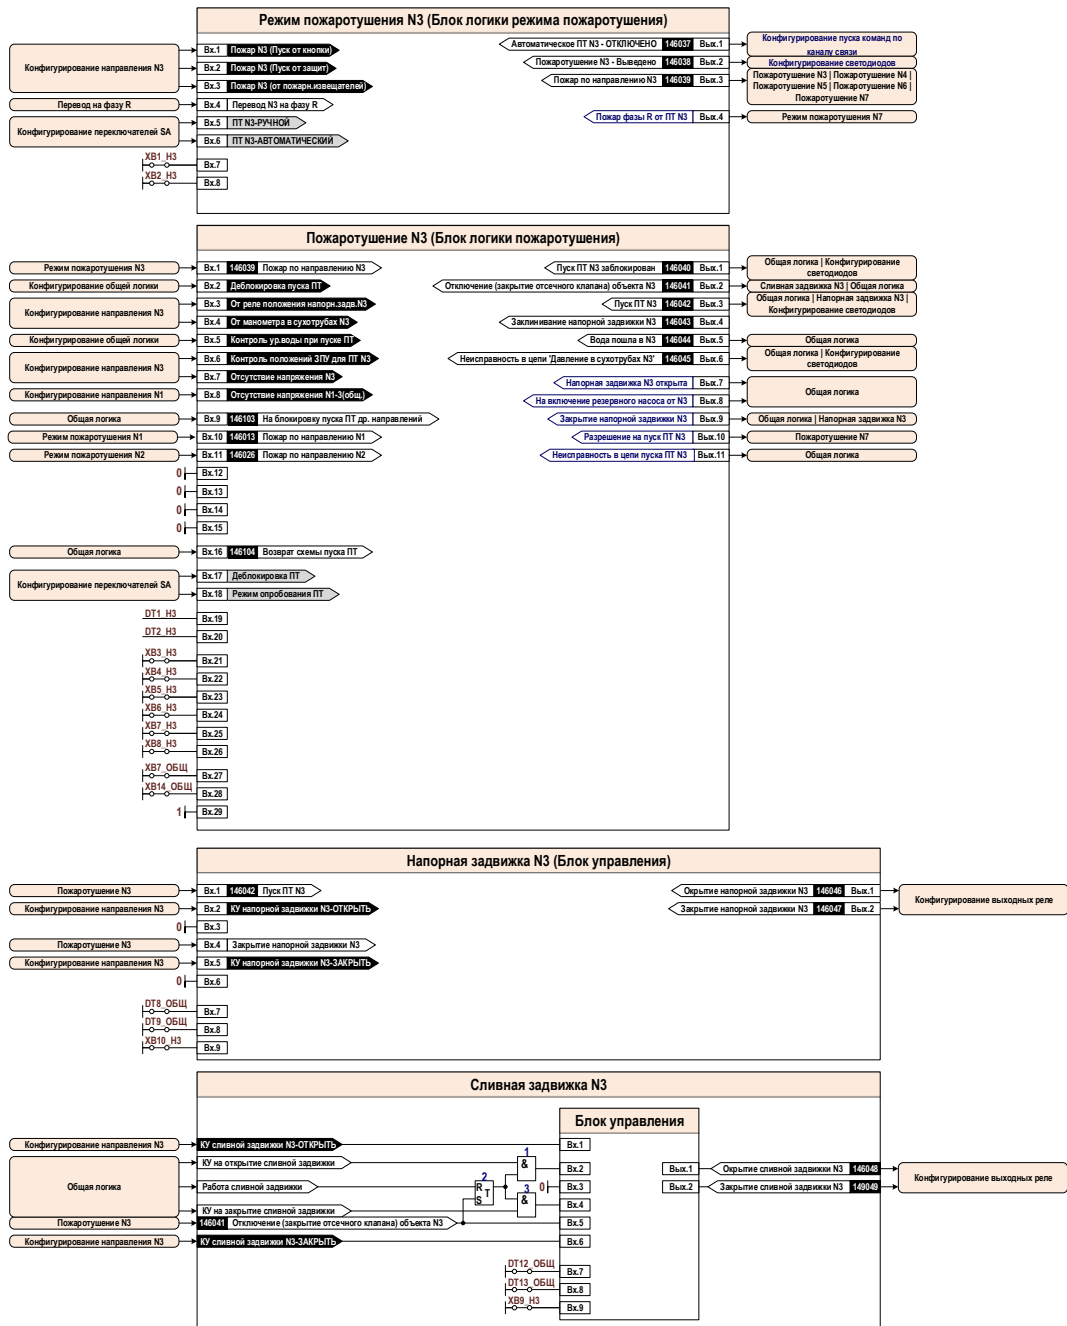 Режим пожаротушения N3 (Блок логики режима пожаротушения)
Конфигурирование направления N3
Вх.1 Пожар N3 (Пуск от кнопки)
Вх.2 Пожар N3 (Пуск от защит)
Вх.3 Пожар N3 (от пожарн.извещателей)
Перевод на фазу R
Вх.4 Перевод N3 на фазу R
Конфигурирование переключателей SA
Вх.5 ПТ N3-РУЧНОЙ
Вх.6 ПТ N3-АВТОМАТИЧЕСКИЙ
XB1_Н3 Вх.7
XB2_Н3 Вх.8
Автоматическое ПТ N3 - ОТКЛЮЧЕНО 146037 Вых.1
Конфигурирование пуска команд по
каналу связи
Пожаротушение N3 - Выведено 146038 Вых.2
Конфигурирование светодиодов
Пожар по направлению N3 146039 Вых.3
Пожаротушение N3 | Пожаротушение N4 |
Пожаротушение N5 | Пожаротушение N6 |
Пожаротушение N7
Пожар фазы R от ПТ N3 Вых.4
Режим пожаротушения N7
Пожаротушение N3 (Блок логики пожаротушения)
Режим пожаротушения N3
Вх.1 146039 Пожар по направлению N3
Конфигурирование общей логики
Вх.2 Деблокировка пуска ПТ
Конфигурирование направления N3
Вх.3 От реле положения напорн.задв.N3
Вх.4 От манометра в сухотрубах N3
Конфигурирование общей логики
Вх.5 Контроль ур.воды при пуске ПТ
Конфигурирование направления N3
Вх.6 Контроль положений ЗПУ для ПТ N3
Вх.7 Отсутствие напряжения N3
Конфигурирование направления N1
Вх.8 Отсутствие напряжения N1-3(общ.)
Общая логика
Вх.9 146103 На блокировку пуска ПТ др. направлений
Режим пожаротушения N1
Вх.10 146013 Пожар по направлению N1
Режим пожаротушения N2
Вх.11 146026 Пожар по направлению N2
0 Вх.12
0 Вх.13
0 Вх.14
0 Вх.15
Общая логика
Вх.16 146104 Возврат схемы пуска ПТ
Конфигурирование переключателей SA
Вх.17 Деблокировка ПТ
Вх.18 Режим опробования ПТ
DT1_Н3 Вх.19
DT2_Н3 Вх.20
XB3_Н3 Вх.21
XB4_Н3 Вх.22
XB5_Н3 Вх.23
XB6_Н3 Вх.24
XB7_Н3 Вх.25
XB8_Н3 Вх.26
XB7_ОБЩ Вх.27
XB14_ОБЩ Вх.28
1 Вх.29
Пуск ПТ N3 заблокирован 146040 Вых.1
Общая логика | Конфигурирование
светодиодов
Отключение (закрытие отсечного клапана) объекта N3 146041 Вых.2
Сливная задвижка N3 | Общая логика
Пуск ПТ N3 146042 Вых.3
Общая логика | Напорная задвижка N3 |
Конфигурирование светодиодов
Заклинивание напорной задвижки N3 146043 Вых.4
Вода пошла в N3 146044 Вых.5
Общая логика
Неисправность в цепи 'Давление в сухотрубах N3' 146045 Вых.6
Общая логика | Конфигурирование
светодиодов
Напорная задвижка N3 открыта Вых.7
На включение резервного насоса от N3 Вых.8
Общая логика
Закрытие напорной задвижки N3 Вых.9
Общая логика | Напорная задвижка N3
Разрешение на пуск ПТ N3 Вых.10
Пожаротушение N7
Неисправность в цепи пуска ПТ N3 Вых.11
Общая логика
Напорная задвижка N3 (Блок управления)
Пожаротушение N3
Вх.1 146042 Пуск ПТ N3
Конфигурирование направления N3
Вх.2 КУ напорной задвижки N3-ОТКРЫТЬ
0 Вх.3
Пожаротушение N3
Вх.4 Закрытие напорной задвижки N3
Конфигурирование направления N3
Вх.5 КУ напорной задвижки N3-ЗАКРЫТЬ
0 Вх.6
DT8_ОБЩ Вх.7
DT9_ОБЩ Вх.8
XB10_Н3 Вх.9
Окрытие напорной задвижки N3 146046 Вых.1
Закрытие напорной задвижки N3 146047 Вых.2
Конфигурирование выходных реле
Сливная задвижка N3
Блок управления
Конфигурирование направления N3
КУ сливной задвижки N3-ОТКРЫТЬ
Вх.1
Общая логика
КУ на открытие сливной задвижки
1
&
Вх.2
Работа сливной задвижки
2
R T
S
0 Вх.3
КУ на закрытие сливной задвижки
3
&
Вх.4
Пожаротушение N3
146041 Отключение (закрытие отсечного клапана) объекта N3
Вх.5
Конфигурирование направления N3
КУ сливной задвижки N3-ЗАКРЫТЬ
Вх.6
DT12_ОБЩ Вх.7
DT13_ОБЩ Вх.8
XB9_Н3 Вх.9
Вых.1 Окрытие сливной задвижки N3 146048
Вых.2 Закрытие сливной задвижки N3 149049
Конфигурирование выходных реле